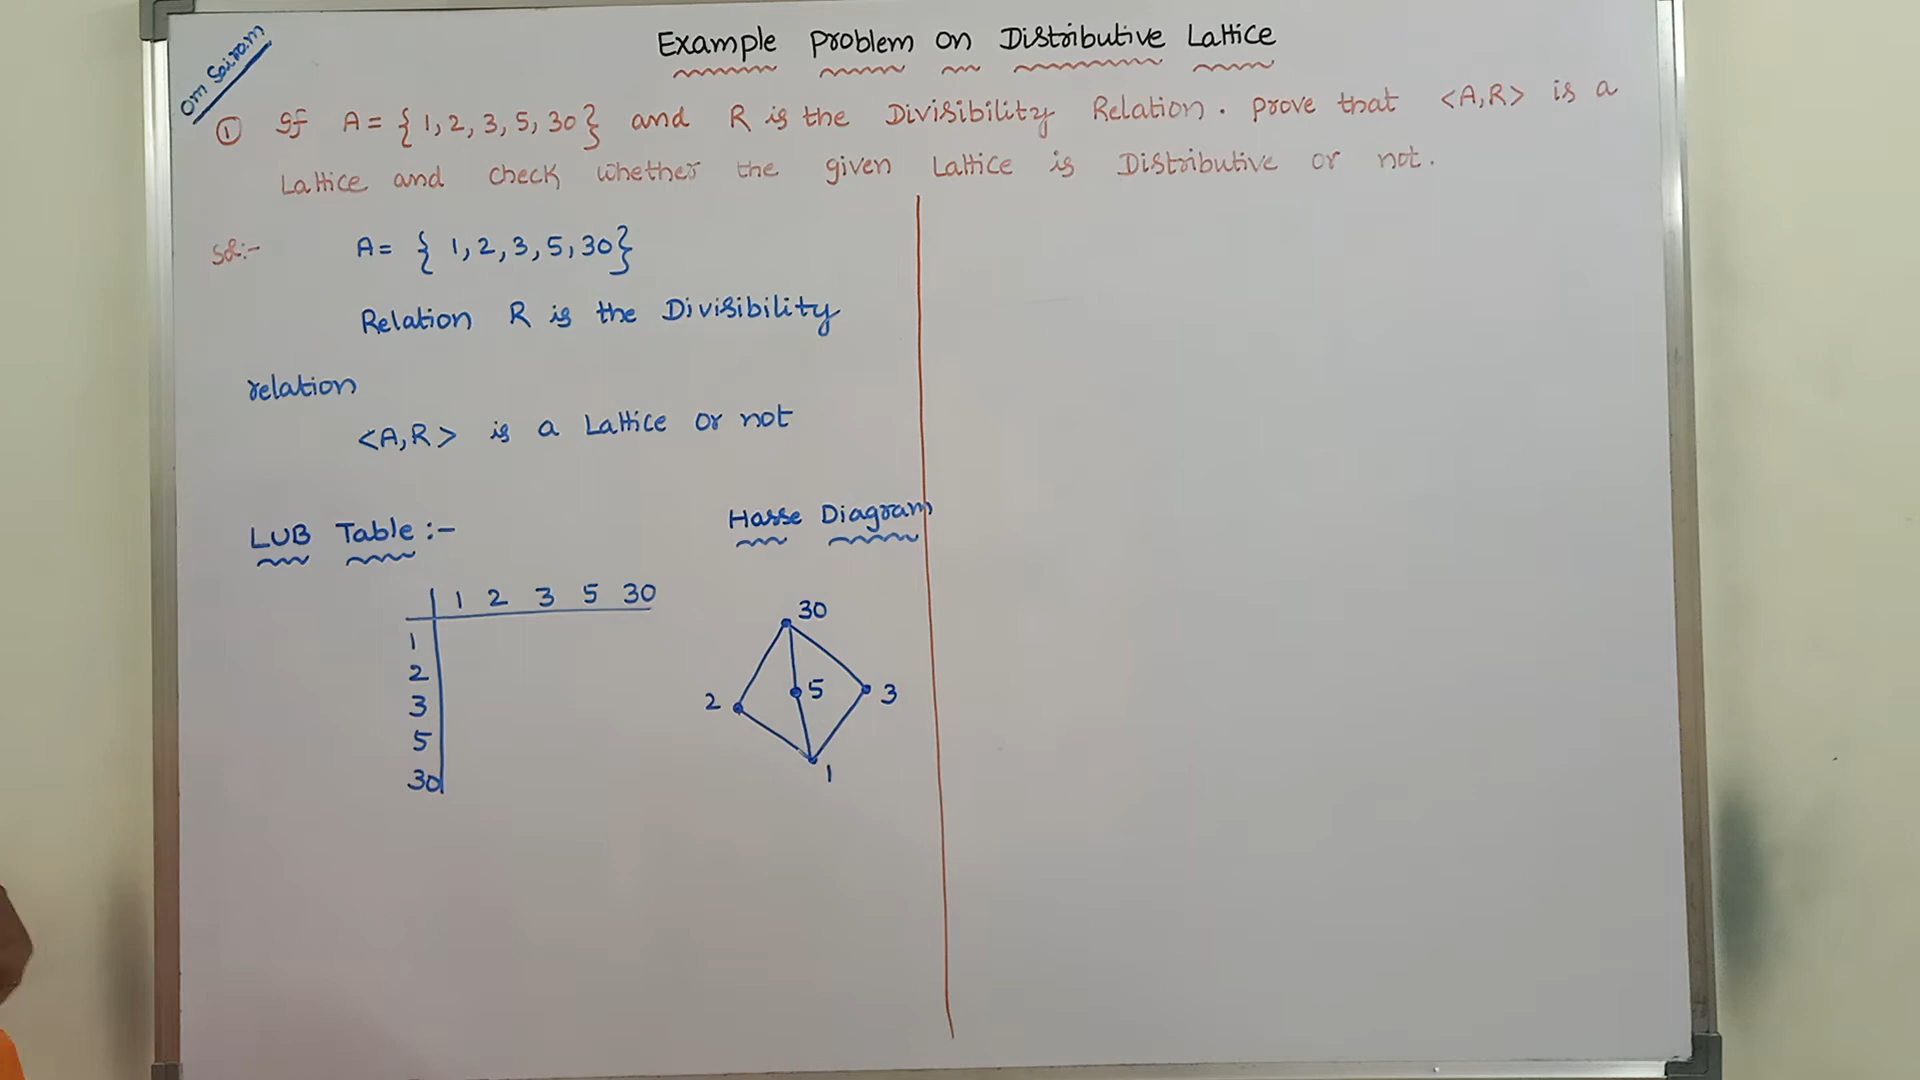 Om Sairam
Example Problem on Distributive Lattice
① If A = { 1, 2, 3, 5, 30 } and R is the Divisibility Relation. Prove that <A,R> is a
Lattice and check whether the given Lattice is Distributive or not.
Sol:- A = { 1, 2, 3, 5, 30 }
Relation R is the Divisibility
relation
<A,R> is a Lattice or not
LUB Table :-
1 2 3 5 30
1
2
3
5
30
Hasse Diagram
30
2 5 3
1